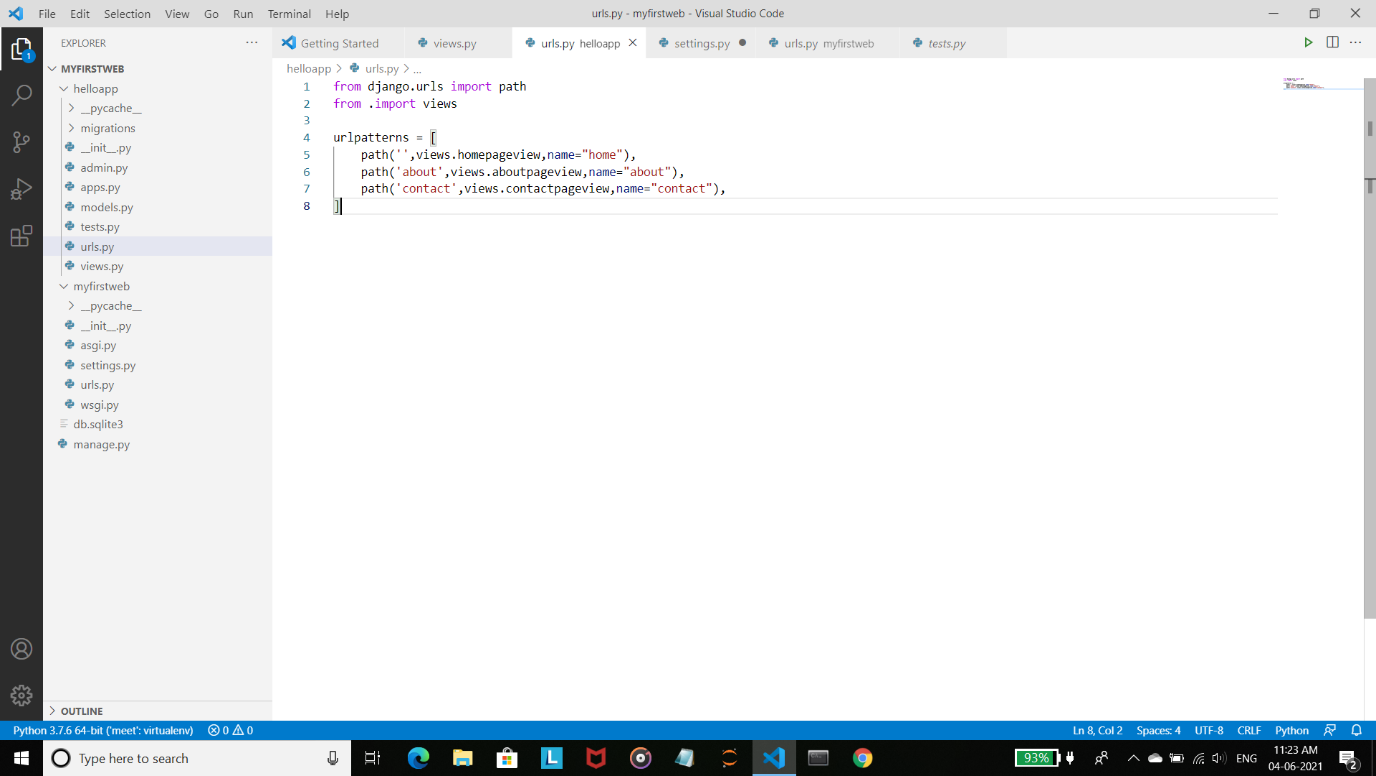 File Edit Selection View Go Run Terminal Help
urls.py - myfirstweb - Visual Studio Code
EXPLORER
Getting Started
views.py
urls.py helloapp
settings.py
urls.py myfirstweb
tests.py
1
MYFIRSTWEB
helloapp
__pycache__
migrations
__init__.py
admin.py
apps.py
models.py
tests.py
urls.py
views.py
myfirstweb
__pycache__
__init__.py
asgi.py
settings.py
urls.py
wsgi.py
db.sqlite3
manage.py
OUTLINE
helloapp > urls.py > ...
1 from django.urls import path
2 from .import views
3
4 urlpatterns = [
5 path('',views.homepageview,name="home"),
6 path('about',views.aboutpageview,name="about"),
7 path('contact',views.contactpageview,name="contact"),
8 ]
Python 3.7.6 64-bit ('meet': virtualenv) 0 0 Ln 8, Col 2 Spaces: 4 UTF-8 CRLF Python
Type here to search
L
93%
ENG
11:23 AM
04-06-2021
2